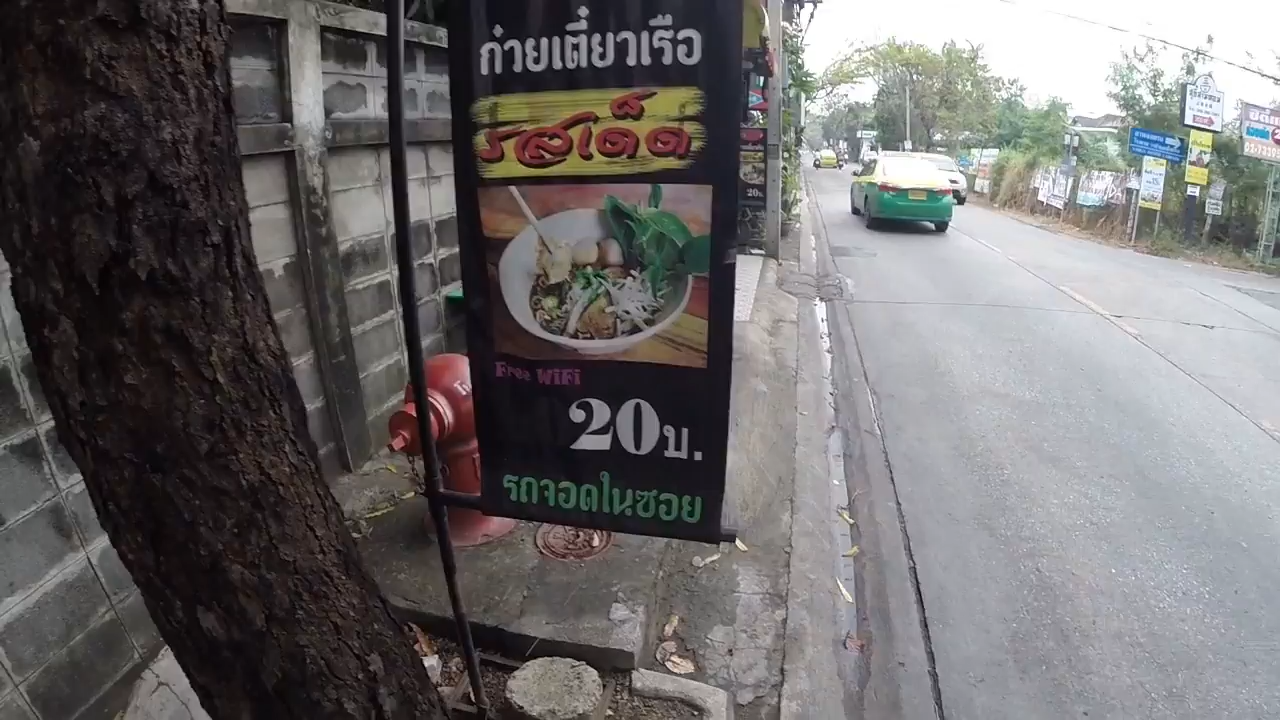 ก๋วยเตี๋ยวเรือ
รสเด็ด
Free WiFi
20บ.
รถจอดในซอย